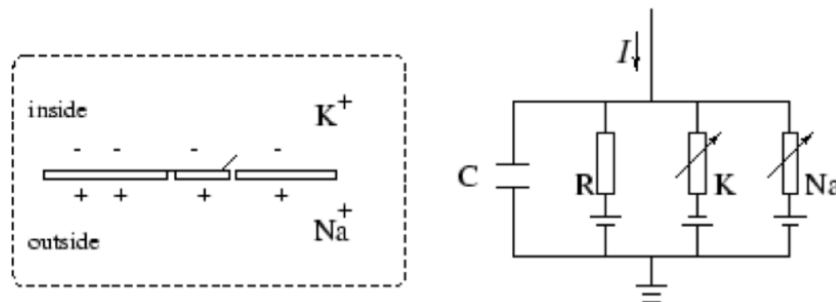 inside
K+
- - - -
+ + + +
Na+
outside
I
C
R
K
Na